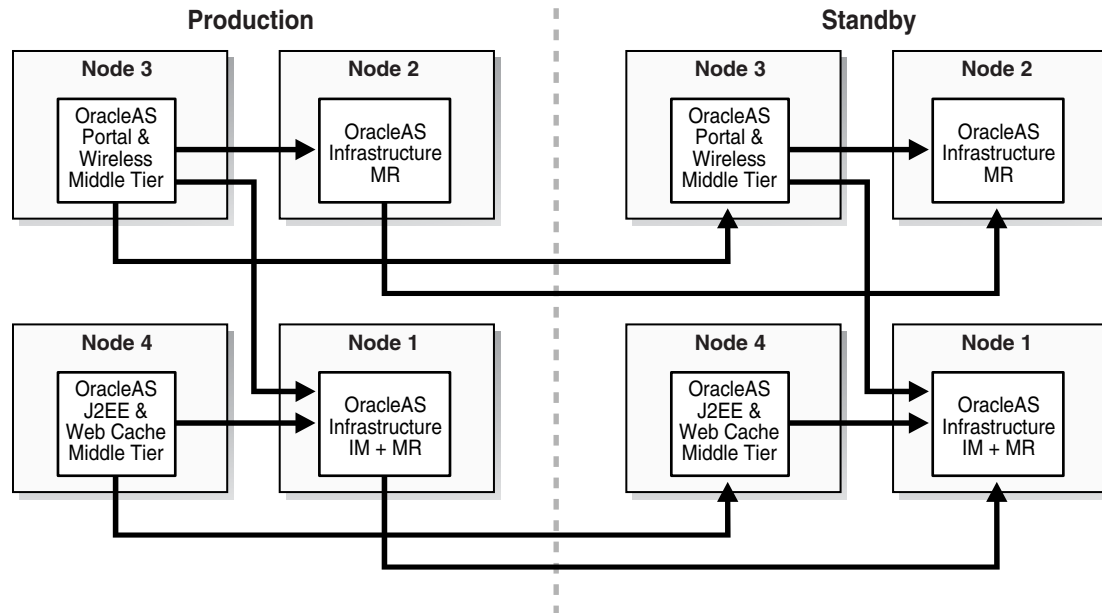 Production
Standby
Node 3
OracleAS
Portal &
Wireless
Middle Tier
Node 2
OracleAS
Infrastructure
MR
Node 3
OracleAS
Portal &
Wireless
Middle Tier
Node 2
OracleAS
Infrastructure
MR
Node 4
OracleAS
J2EE &
Web Cache
Middle Tier
Node 1
OracleAS
Infrastructure
IM + MR
Node 4
OracleAS
J2EE &
Web Cache
Middle Tier
Node 1
OracleAS
Infrastructure
IM + MR